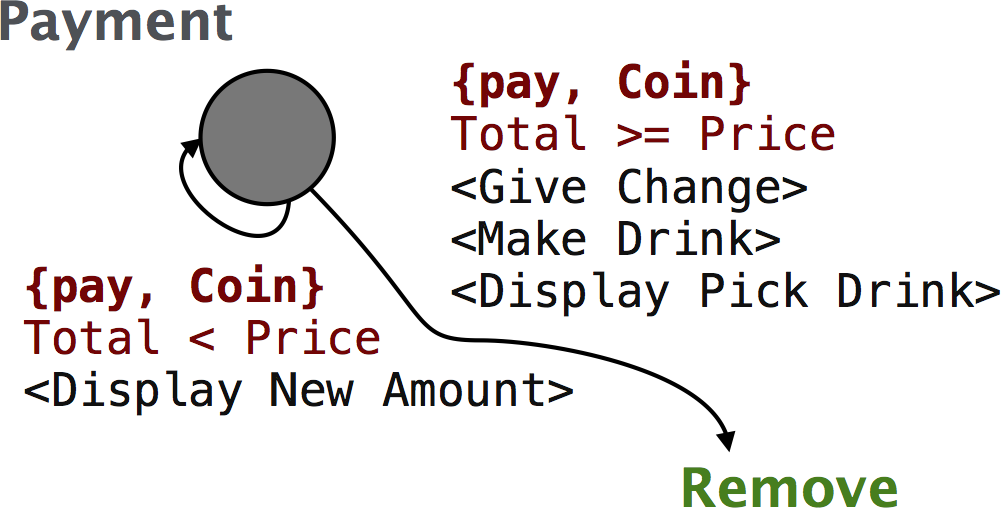 Payment
{pay, Coin}
Total >= Price
<Give Change>
<Make Drink>
<Display Pick Drink>
{pay, Coin}
Total < Price
<Display New Amount>
Remove